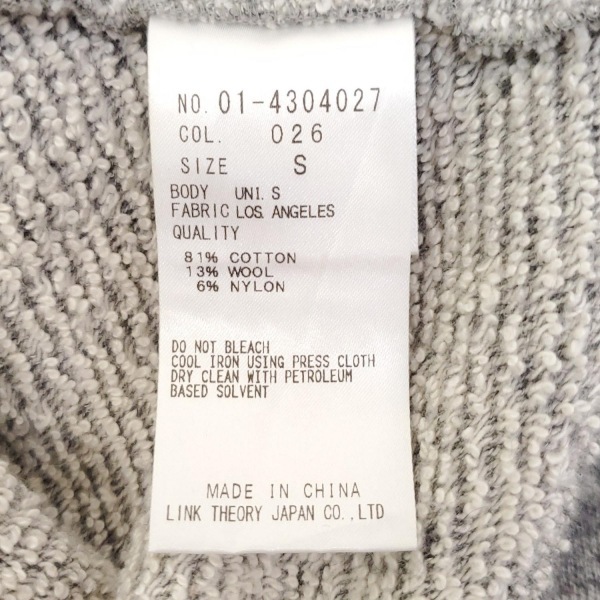 NO. 01-4304027
COL. 026
SIZE S
BODY UNI. S
FABRIC LOS ANGELES
QUALITY
81% COTTON
13% WOOL
6% NYLON
DO NOT BLEACH
COOL IRON USING PRESS CLOTH
DRY CLEAN WITH PETROLEUM
BASED SOLVENT
MADE IN CHINA
LINK THEORY JAPAN CO.,LTD